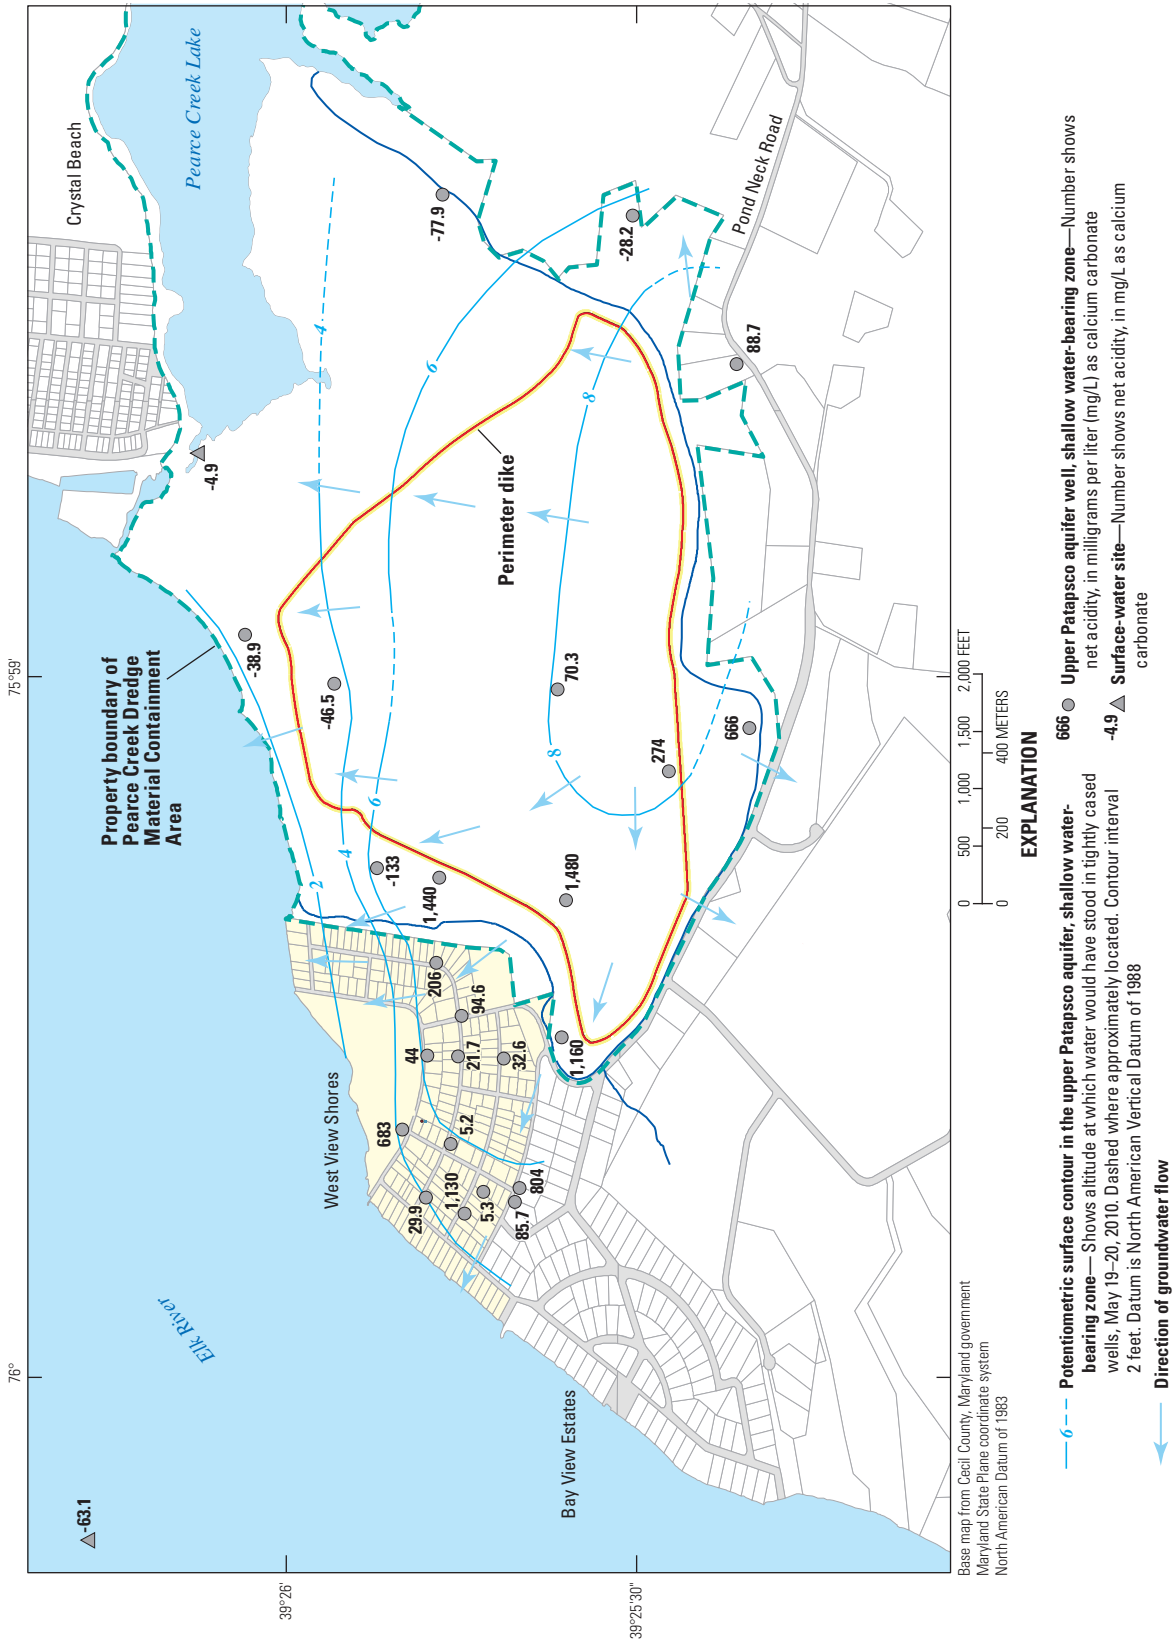 76°
75°59'
39°26'
39°25'30"
Crystal Beach
Pearce Creek Lake
-4.9
-77.9
-28.2
Pond Neck Road
88.7
4
6
8
Perimeter dike
Property boundary of
Pearce Creek Dredge
Material Containment
Area
-38.9
-46.5
70.3
8
274
666
6
4
2
-133
1,440
1,480
206
94.6
44
21.7
32.6
1,160
West View Shores
683
5.2
29.9
1,130
5.3
85.7
804
Elk River
-63.1
Bay View Estates
Base map from Cecil County, Maryland government
Maryland State Plane coordinate system
North American Datum of 1983
0 500 1,000 1,500 2,000 FEET
0 200 400 METERS
EXPLANATION
6 Potentiometric surface contour in the upper Patapsco aquifer, shallow water-
bearing zone— Shows altitude at which water would have stood in tightly cased
wells, May 19–20, 2010. Dashed where approximately located. Contour interval
2 feet. Datum is North American Vertical Datum of 1988
Direction of groundwater flow
666 Upper Patapsco aquifer well, shallow water-bearing zone—Number shows
net acidity, in milligrams per liter (mg/L) as calcium carbonate
-4.9 Surface-water site—Number shows net acidity, in mg/L as calcium
carbonate